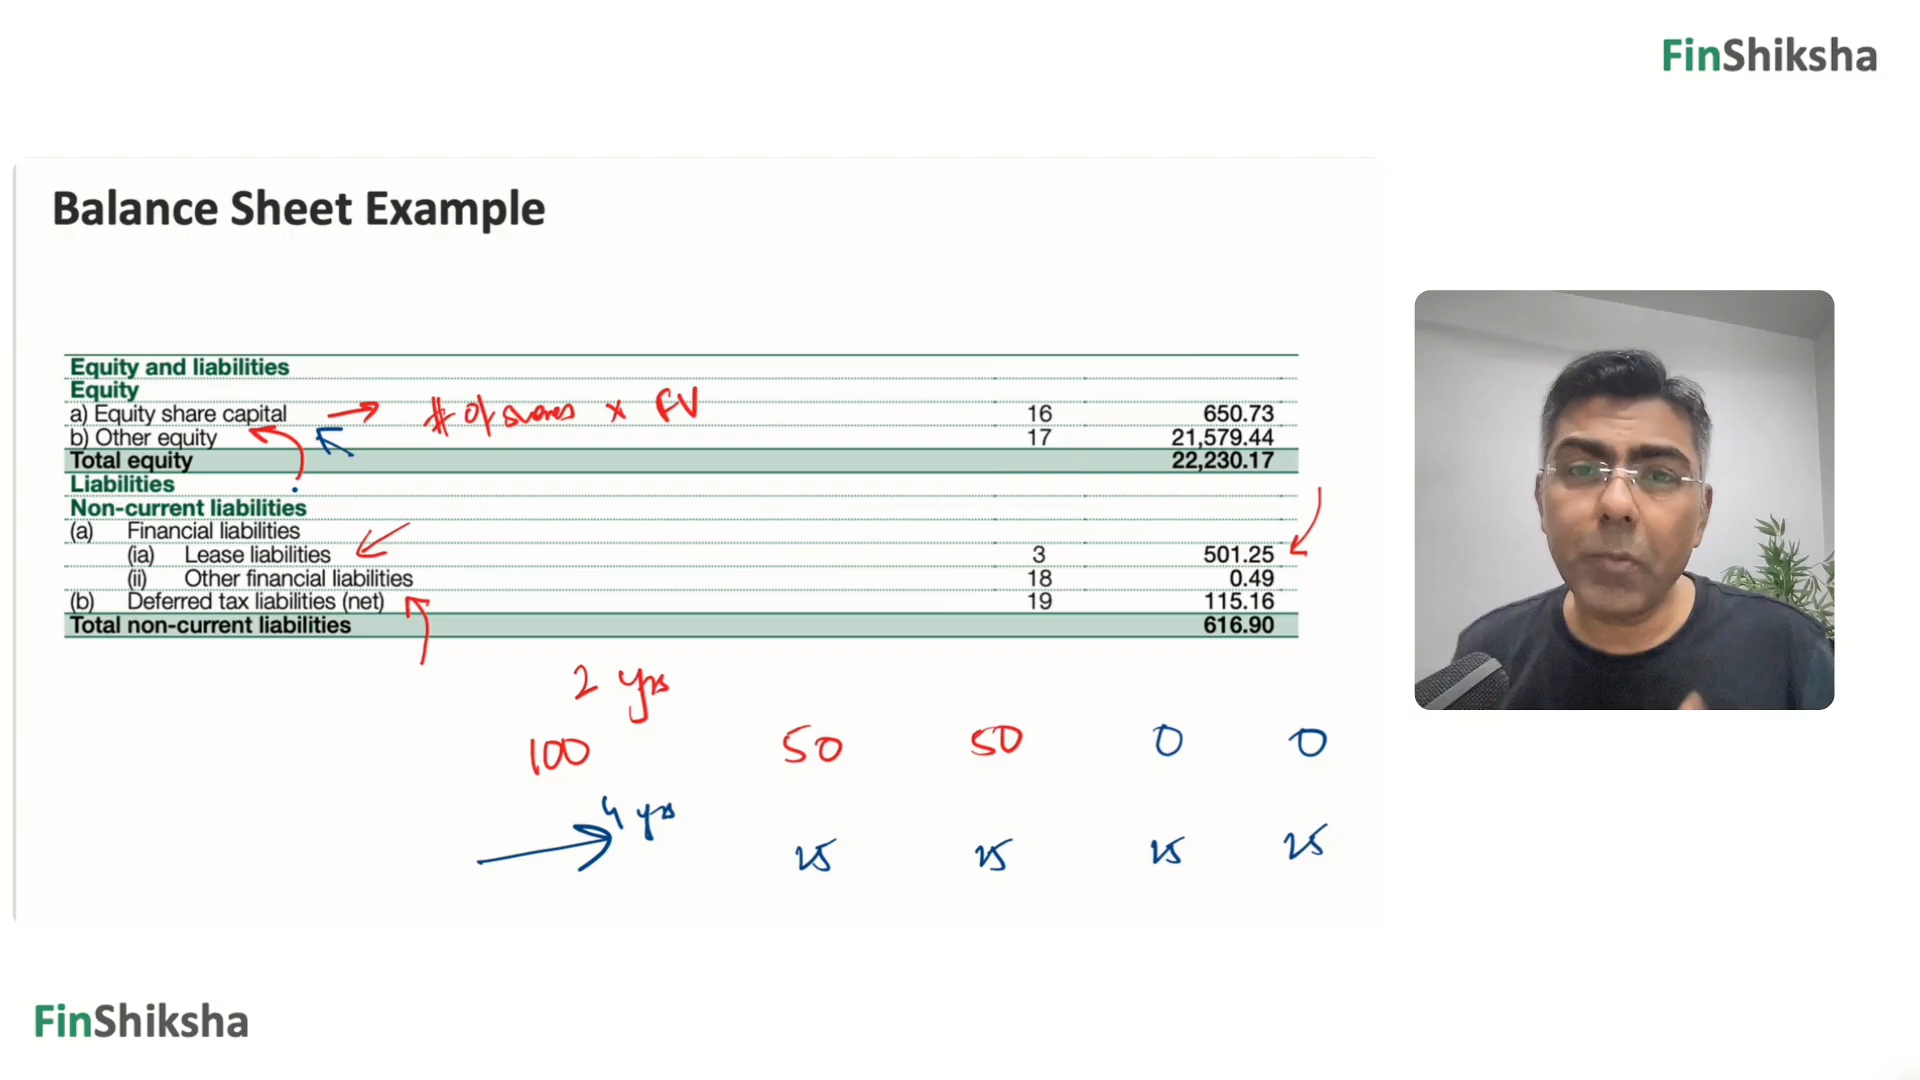 FinShiksha
Balance Sheet Example
Equity and liabilities
Equity
a) Equity share capital → # of shares x FV 16 650.73
b) Other equity 17 21,579.44
Total equity 22,230.17
Liabilities
Non-current liabilities
(a) Financial liabilities
(ia) Lease liabilities 3 501.25
(ii) Other financial liabilities 18 0.49
(b) Deferred tax liabilities (net) 19 115.16
Total non-current liabilities 616.90
2 yrs
100 50 50 0 0
4 yrs
25 25 25 25
FinShiksha